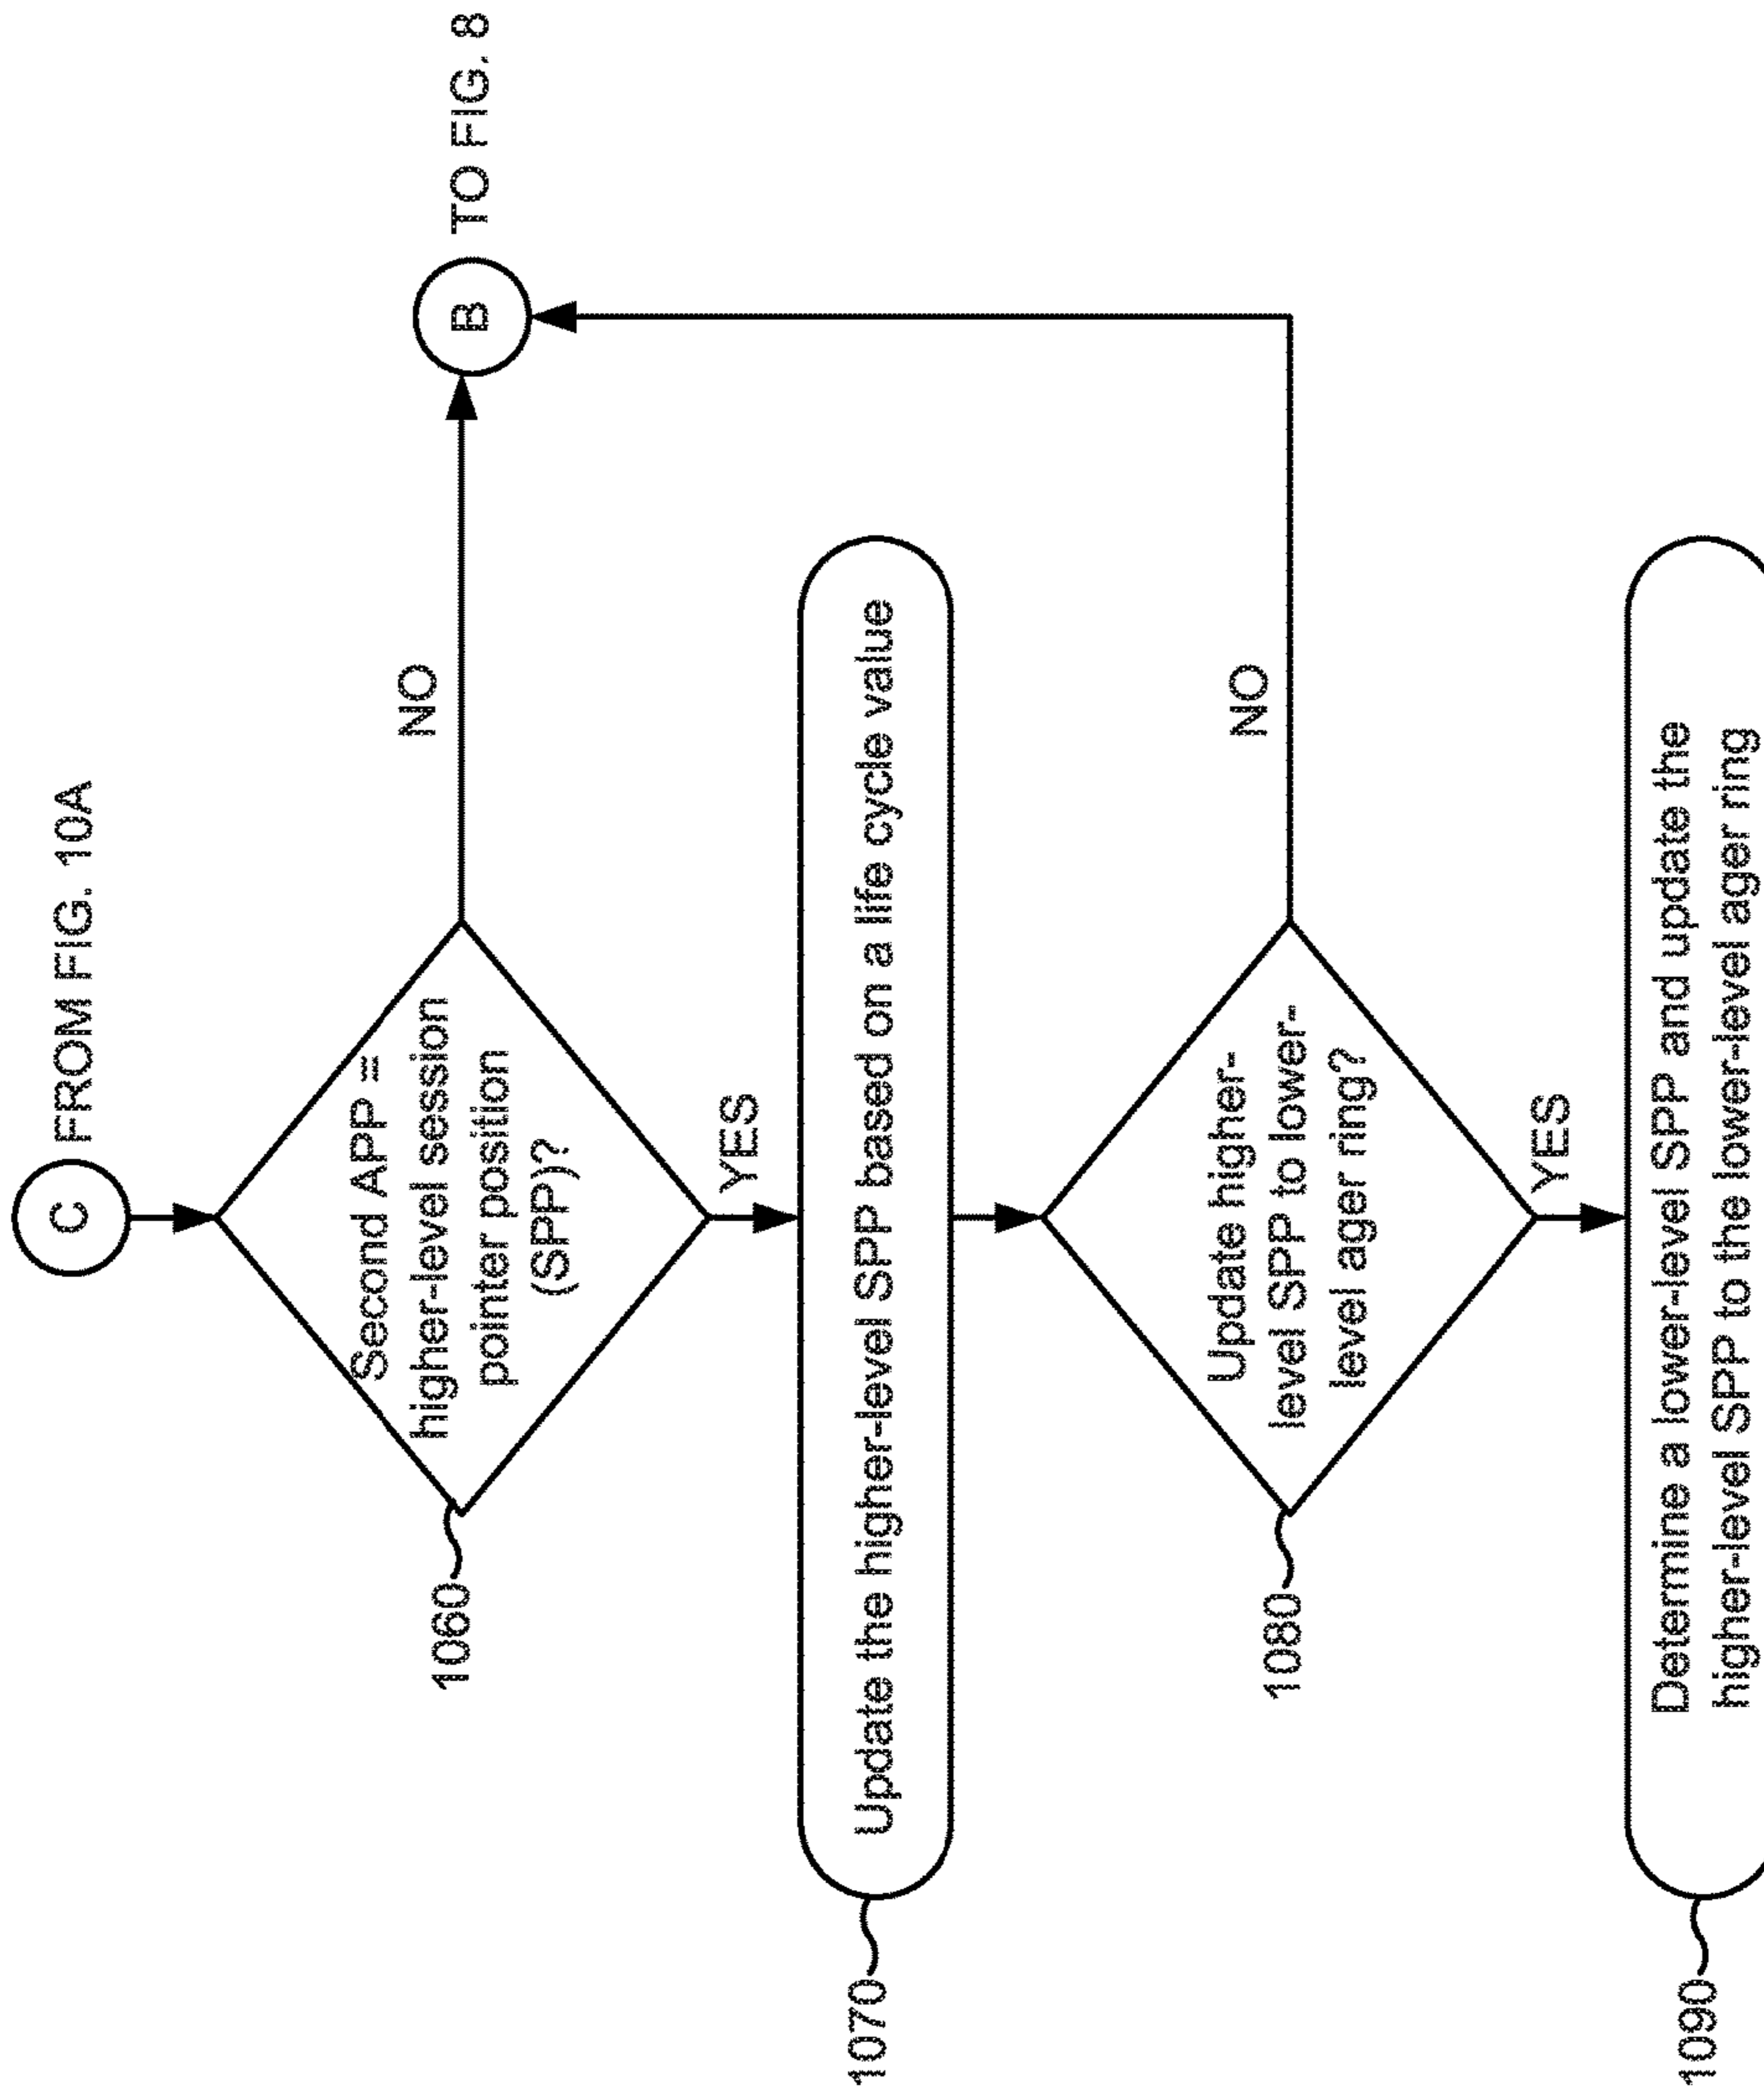 C
FROM FIG. 10A
1060
Second APP =
higher-level session
pointer position
(SPP)?
NO
B
TO FIG. 8
YES
1070
Update the higher-level SPP based on a life cycle value
1080
Update higher-
level SPP to lower-
level ager ring?
NO
YES
1090
Determine a lower-level SPP and update the
higher-level SPP to the lower-level ager ring